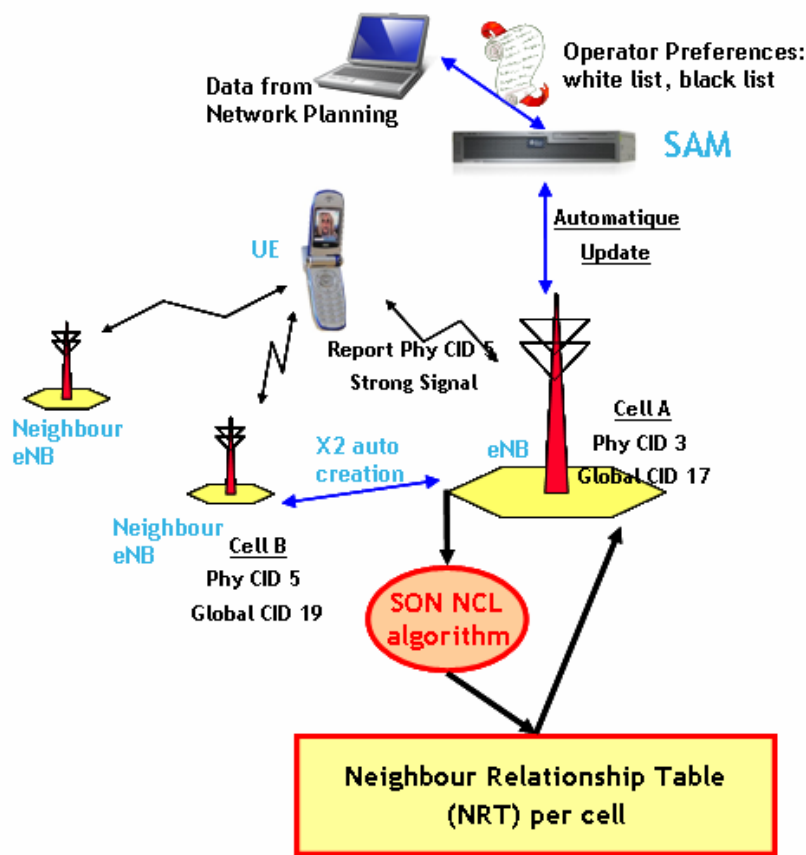 Operator Preferences:
white list, black list
Data from
Network Planning
SAM
Automatique
Update
UE
Report Phy CID 5
Strong Signal
Neighbour
eNB
X2 auto
creation
eNB
Cell A
Phy CID 3
Global CID 17
Neighbour
eNB
Cell B
Phy CID 5
Global CID 19
SON NCL
algorithm
Neighbour Relationship Table
(NRT) per cell